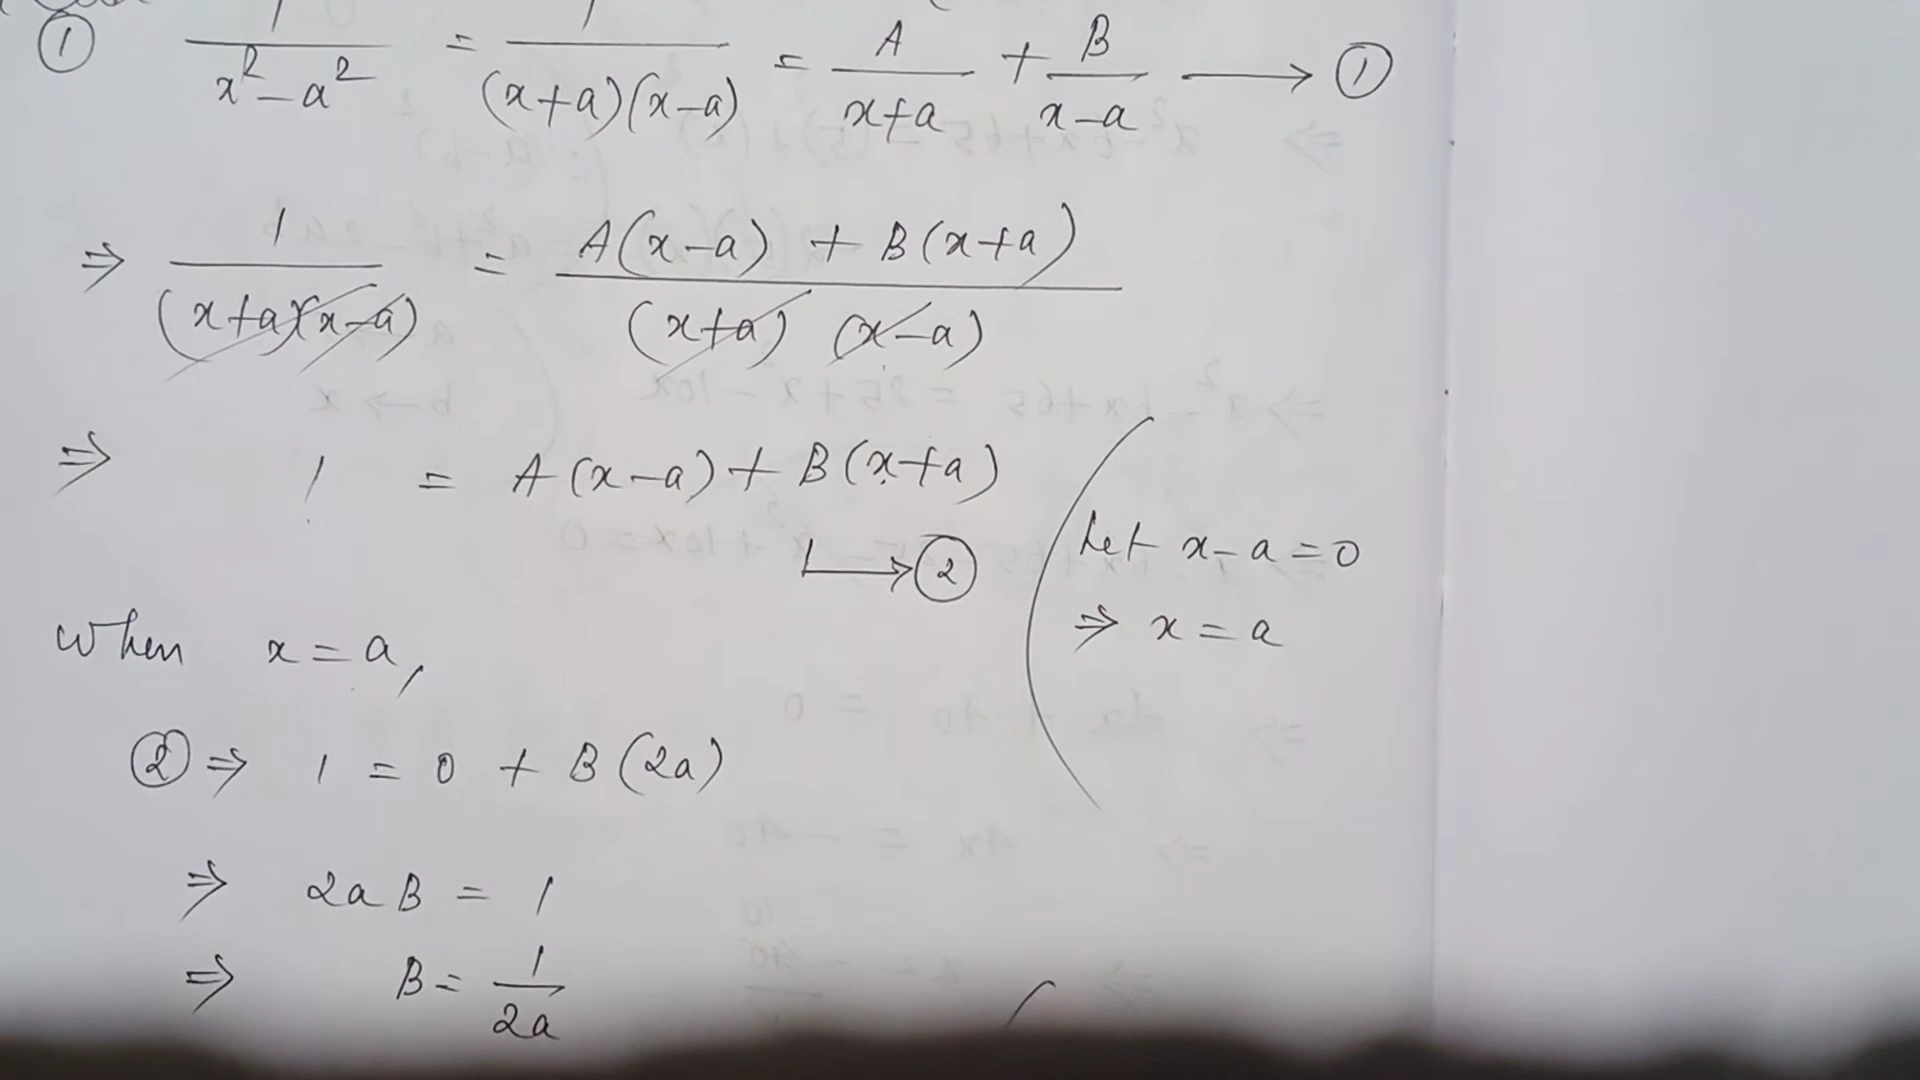 ① 1/(x² - a²) = 1/((x+a)(x-a)) = A/(x+a) + B/(x-a) ⟶ ①
⇒ 1/((x+a)(x-a)) = (A(x-a) + B(x+a))/((x+a) (x-a))
⇒ 1 = A(x-a) + B(x+a)
⟶ ②
Let x-a=0
⇒ x = a
When x = a,
② ⇒ 1 = 0 + B(2a)
⇒ 2aB = 1
⇒ B = 1/2a